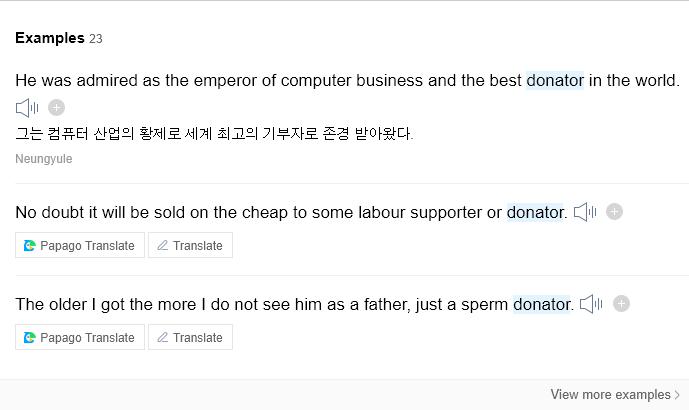 Examples 23
He was admired as the emperor of computer business and the best donator in the world.
그는 컴퓨터 산업의 황제로 세계 최고의 기부자로 존경 받아왔다.
Neungyule
No doubt it will be sold on the cheap to some labour supporter or donator.
Papago Translate Translate
The older I got the more I do not see him as a father, just a sperm donator.
Papago Translate Translate
View more examples